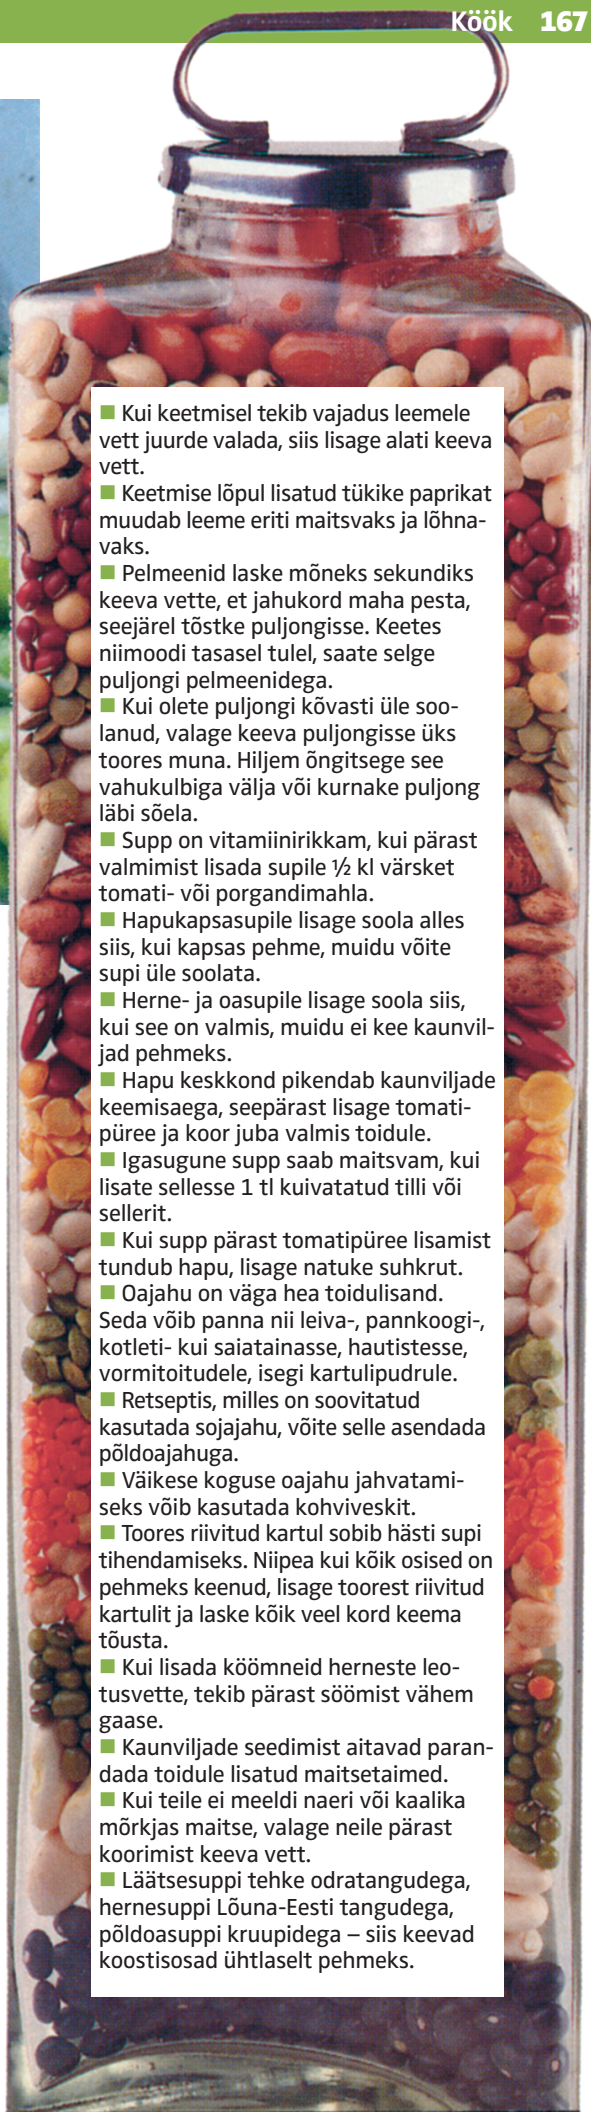 Köök 167
■ Kui keetmisel tekib vajadus leemele
vett juurde valada, siis lisage alati keeva
vett.
■ Keetmise lõpul lisatud tükike paprikat
muudab leeme eriti maitsvaks ja lõhna-
vaks.
■ Pelmeenid laske mõneks sekundiks
keeva vette, et jahukord maha pesta,
seejärel tõstke puljongisse. Keetes
niimoodi tasasel tulel, saate selge
puljongi pelmeenidega.
■ Kui olete puljongi kõvasti üle soo-
lanud, valage keeva puljongisse üks
toores muna. Hiljem õngitsege see
vahukulbiga välja või kurnake puljong
läbi sõela.
■ Supp on vitamiinirikkam, kui pärast
valmimist lisada supile ½ kl värsket
tomati- või porgandimahla.
■ Hapukapsasupile lisage soola alles
siis, kui kapsas pehme, muidu võite
supi üle soolata.
■ Herne- ja oasupile lisage soola siis,
kui see on valmis, muidu ei kee kaunvil-
jad pehmeks.
■ Hapu keskkond pikendab kaunviljade
keemisaega, seepärast lisage tomati-
püree ja koor juba valmis toidule.
■ Igasugune supp saab maitsvam, kui
lisate sellesse 1 tl kuivatatud tilli või
sellerit.
■ Kui supp pärast tomatipüree lisamist
tundub hapu, lisage natuke suhkrut.
■ Oajahu on väga hea toidulisand.
Seda võib panna nii leiva-, pannkoogi-,
kotleti- kui saiatainasse, hautistesse,
vormitoitudele, isegi kartulipudrule.
■ Retseptis, milles on soovitatud
kasutada sojajahu, võite selle asendada
põldoajahuga.
■ Väikese koguse oajahu jahvatami-
seks võib kasutada kohviveskit.
■ Toores riivitud kartul sobib hästi supi
tihendamiseks. Niipea kui kõik osised on
pehmeks keenud, lisage toorest riivitud
kartulit ja laske kõik veel kord keema
tõusta.
■ Kui lisada köömneid herneste leo-
tusvette, tekib pärast söömist vähem
gaase.
■ Kaunviljade seedimist aitavad paran-
dada toidule lisatud maitsetaimed.
■ Kui teile ei meeldi naeri või kaalika
mõrkjas maitse, valage neile pärast
koorimist keeva vett.
■ Läätsesuppi tehke odratangudega,
hernesuppi Lõuna-Eesti tangudega,
põldoasuppi kruupidega – siis keevad
koostisosad ühtlaselt pehmeks.